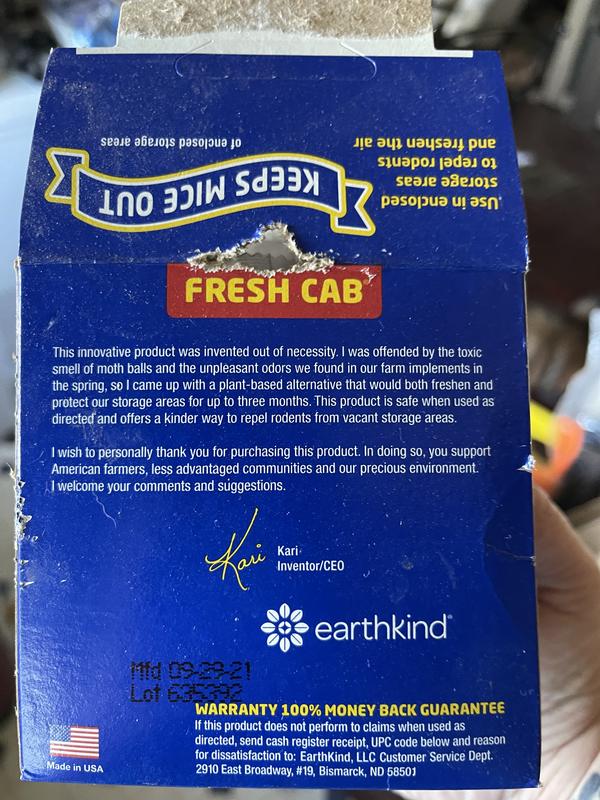 Use in enclosed
storage areas
to repel rodents
and freshen the air
KEEPS MICE OUT
of enclosed storage areas
FRESH CAB
This innovative product was invented out of necessity. I was offended by the toxic
smell of moth balls and the unpleasant odors we found in our farm implements in
the spring, so I came up with a plant-based alternative that would both freshen and
protect our storage areas for up to three months. This product is safe when used as
directed and offers a kinder way to repel rodents from vacant storage areas.
I wish to personally thank you for purchasing this product. In doing so, you support
American farmers, less advantaged communities and our precious environment.
I welcome your comments and suggestions.
Kari
Kari
Inventor/CEO
earthkind®
Mfd 09-29-21
Lot 635392
WARRANTY 100% MONEY BACK GUARANTEE
If this product does not perform to claims when used as
directed, send cash register receipt, UPC code below and reason
for dissatisfaction to: EarthKind, LLC Customer Service Dept.
2910 East Broadway, #19, Bismarck, ND 58501
Made in USA